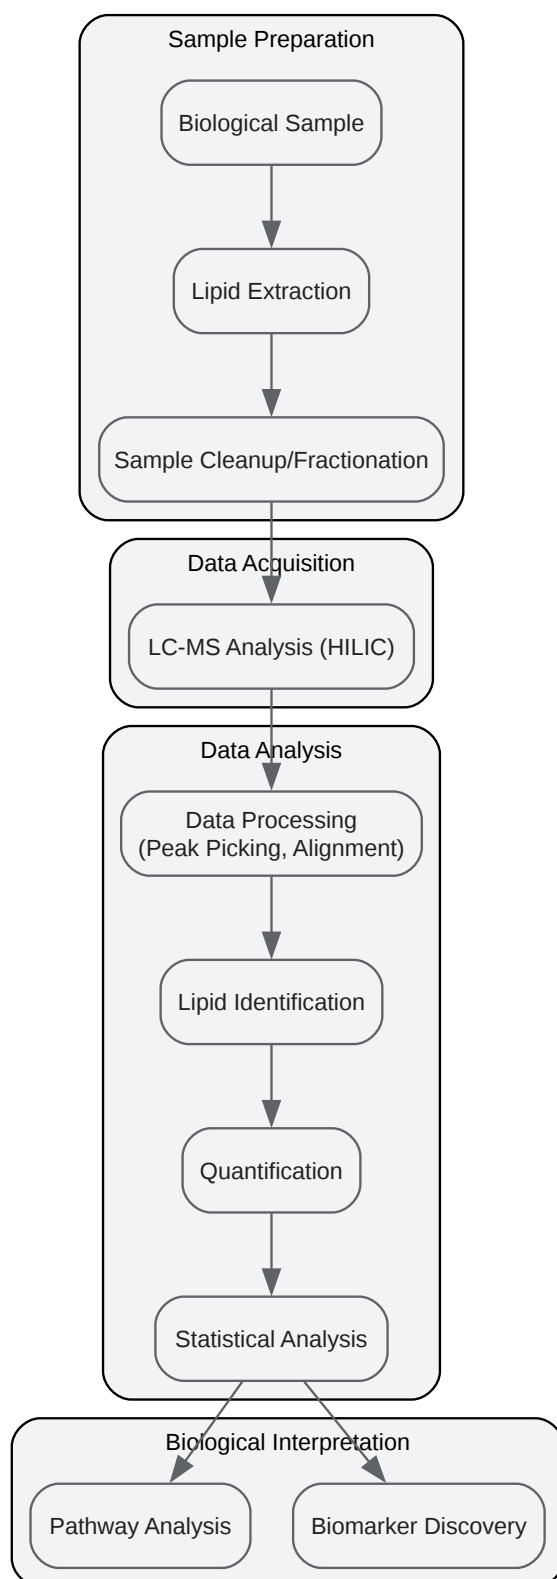 Sample Preparation
Biological Sample
Lipid Extraction
Sample Cleanup/Fractionation
Data Acquisition
LC-MS Analysis (HILIC)
Data Analysis
Data Processing
(Peak Picking, Alignment)
Lipid Identification
Quantification
Statistical Analysis
Biological Interpretation
Pathway Analysis
Biomarker Discovery